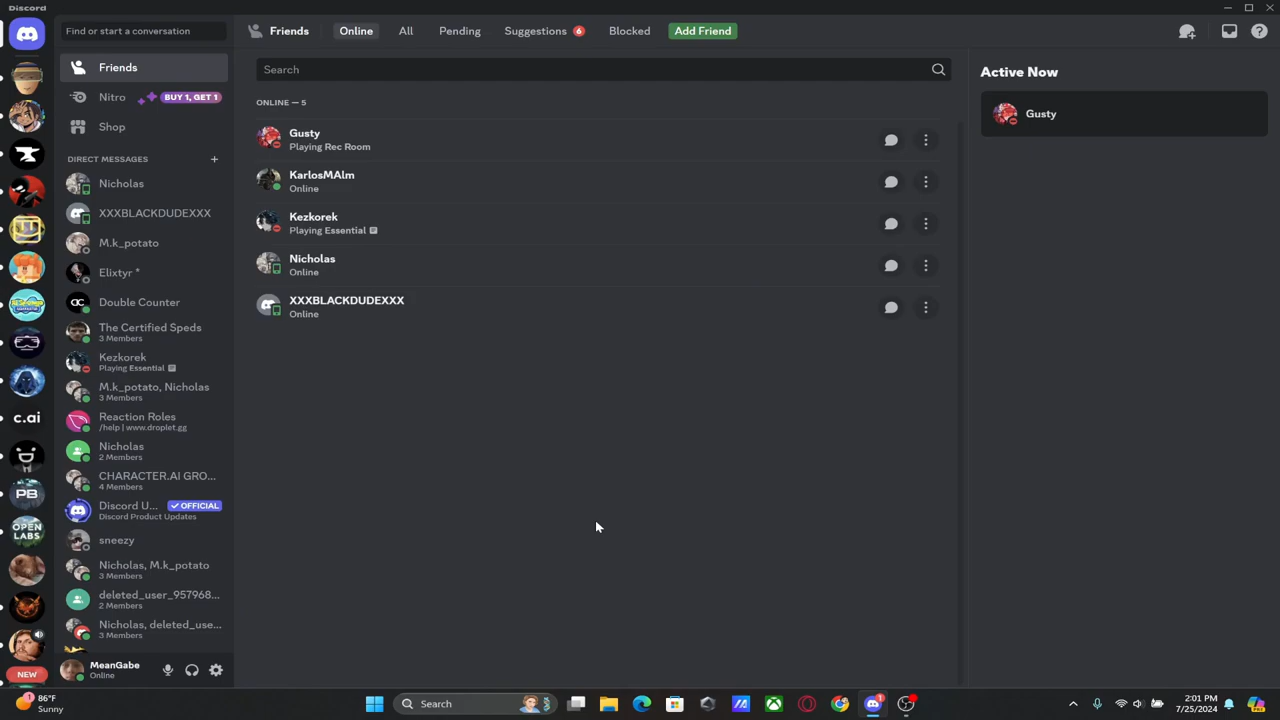 Discord
Find or start a conversation
Friends
Online
All
Pending
Suggestions
6
Blocked
Add Friend
Friends
Nitro
BUY 1, GET 1
Shop
DIRECT MESSAGES
+
Nicholas
XXXBLACKDUDEXXX
M.k_potato
Elixtyr *
Double Counter
The Certified Speds
3 Members
Kezkorek
Playing Essential
M.k_potato, Nicholas
3 Members
Reaction Roles
/help | www.droplet.gg
Nicholas
2 Members
CHARACTER.AI GRO...
4 Members
Discord U...
OFFICIAL
Discord Product Updates
sneezy
Nicholas, M.k_potato
3 Members
deleted_user_957968...
2 Members
Nicholas, deleted_use...
3 Members
MeanGabe
Online
c.ai
PB
OPEN
LABS
NEW
Search
ONLINE — 5
Gusty
Playing Rec Room
KarlosMAlm
Online
Kezkorek
Playing Essential
Nicholas
Online
XXXBLACKDUDEXXX
Online
Active Now
Gusty
1
86°F
Sunny
Search
1
2:01 PM
7/25/2024